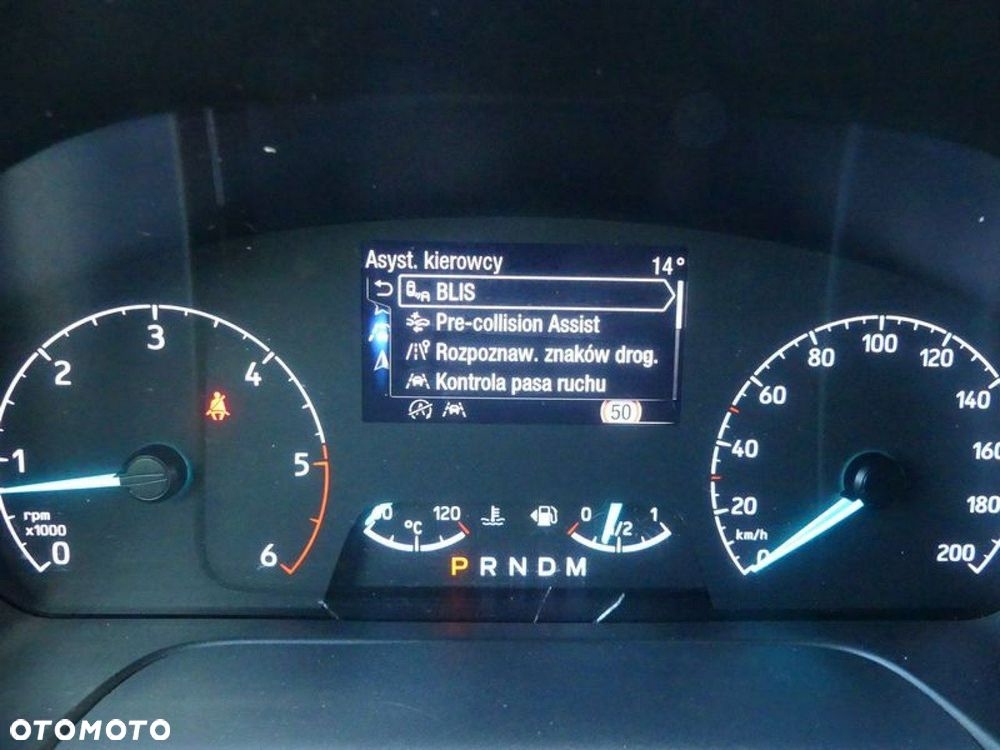 Asyst. kierowcy 14°
BLIS
Pre-collision Assist
Rozpoznaw. znaków drog.
Kontrola pasa ruchu
50
0 1 2 3 4 5 6
rpm
x1000
0 20 40 60 80 100 120 140 160 180 200
km/h
120
°C
0 1/2 1
P R N D M
OTOMOTO